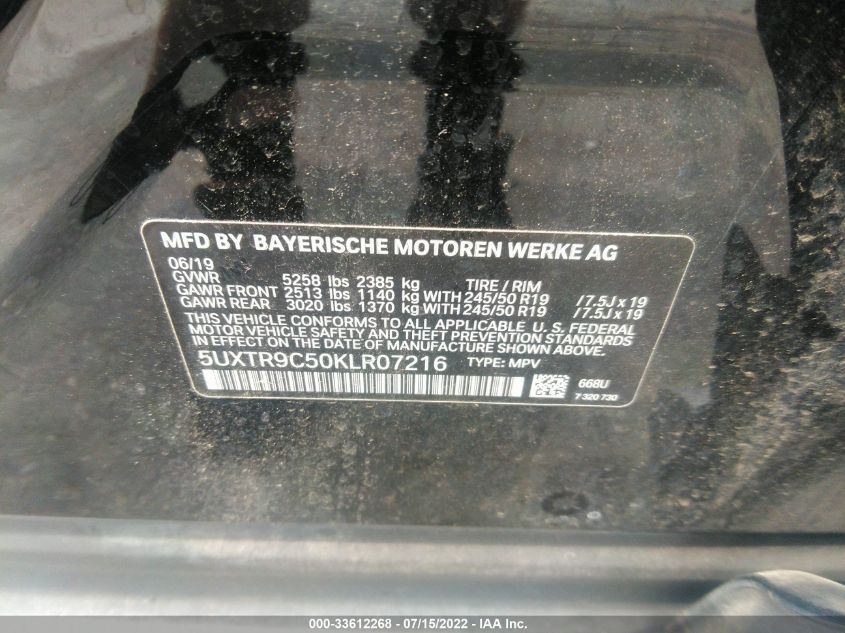 MFD BY BAYERISCHE MOTOREN WERKE AG
06/19
GVWR 5258 lbs 2385 kg TIRE / RIM
GAWR FRONT 2513 lbs 1140 kg WITH 245/50 R19 / 7.5J x 19
GAWR REAR 3020 lbs 1370 kg WITH 245/50 R19 / 7.5J x 19
THIS VEHICLE CONFORMS TO ALL APPLICABLE U. S. FEDERAL
MOTOR VEHICLE SAFETY AND THEFT PREVENTION STANDARDS
IN EFFECT ON THE DATE OF MANUFACTURE SHOWN ABOVE.
5UXTR9C50KLR07216 TYPE: MPV
668U
7 320 730
000-33612268 - 07/15/2022 - IAA Inc.